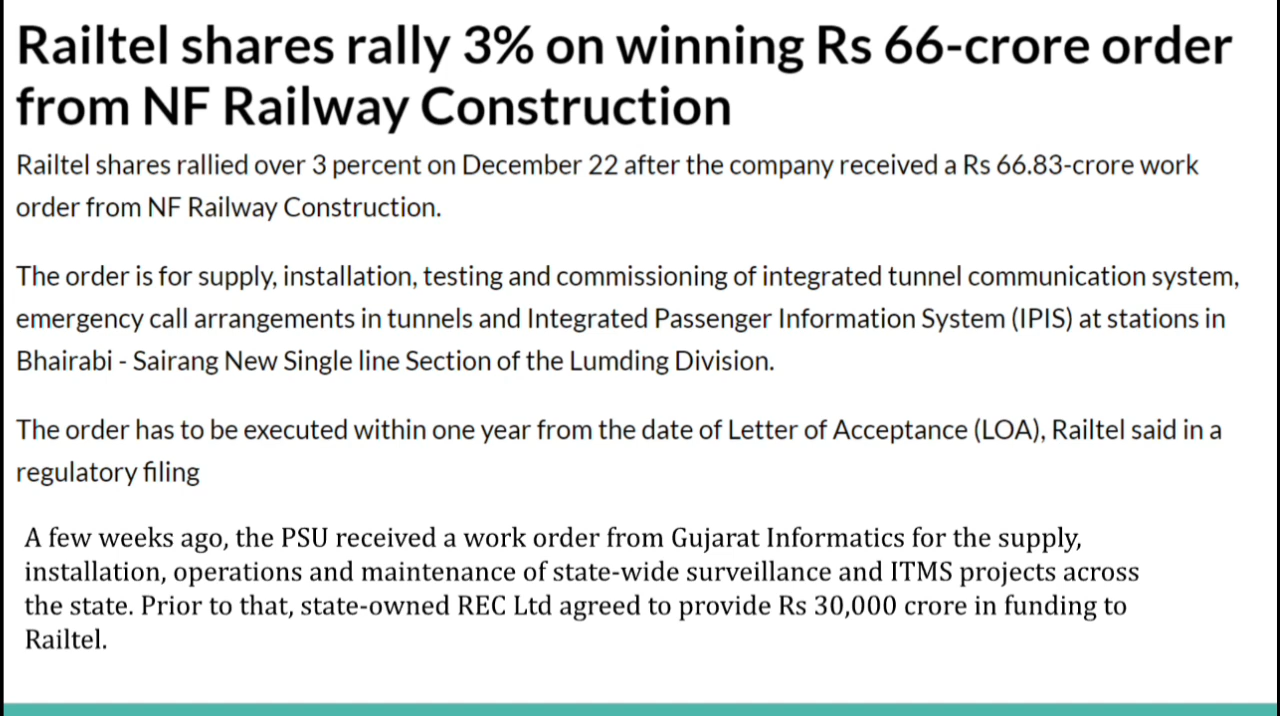 Railtel shares rally 3% on winning Rs 66-crore order
from NF Railway Construction
Railtel shares rallied over 3 percent on December 22 after the company received a Rs 66.83-crore work
order from NF Railway Construction.
The order is for supply, installation, testing and commissioning of integrated tunnel communication system,
emergency call arrangements in tunnels and Integrated Passenger Information System (IPIS) at stations in
Bhairabi - Sairang New Single line Section of the Lumding Division.
The order has to be executed within one year from the date of Letter of Acceptance (LOA), Railtel said in a
regulatory filing
A few weeks ago, the PSU received a work order from Gujarat Informatics for the supply,
installation, operations and maintenance of state-wide surveillance and ITMS projects across
the state. Prior to that, state-owned REC Ltd agreed to provide Rs 30,000 crore in funding to
Railtel.